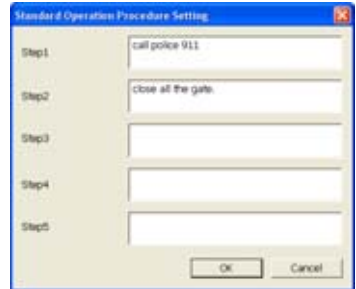 Standard Operation Procedure Setting
Step1
call police 911
Step2
close all the gate.
Step3
Step4
Step5
OK
Cancel